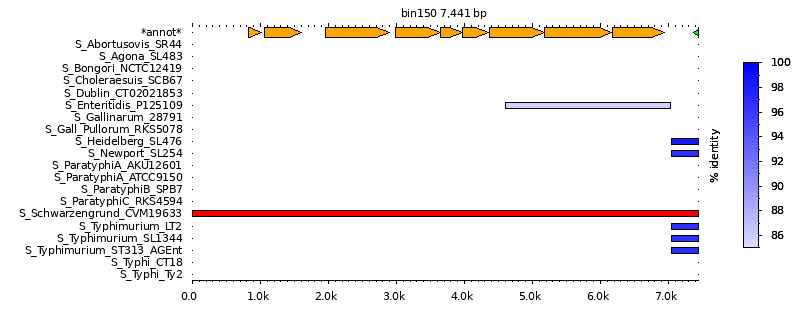 bin150 7,441 bp
*annot*
S_Abortusovis_SR44
S_Agona_SL483
S_Bongori_NCTC12419
S_Choleraesuis_SCB67
S_Dublin_CT02021853
S_Enteritidis_P125109
S_Gallinarum_28791
S_Gall_Pullorum_RKS5078
S_Heidelberg_SL476
S_Newport_SL254
S_ParatyphiA_AKU12601
S_ParatyphiA_ATCC9150
S_ParatyphiB_SPB7
S_ParatyphiC_RKS4594
S_Schwarzengrund_CVM19633
S_Typhimurium_LT2
S_Typhimurium_SL1344
S_Typhimurium_ST313_AGEnt
S_Typhi_CT18
S_Typhi_Ty2
0.0 1.0k 2.0k 3.0k 4.0k 5.0k 6.0k 7.0k
% identity
100
98
96
94
92
90
88
86